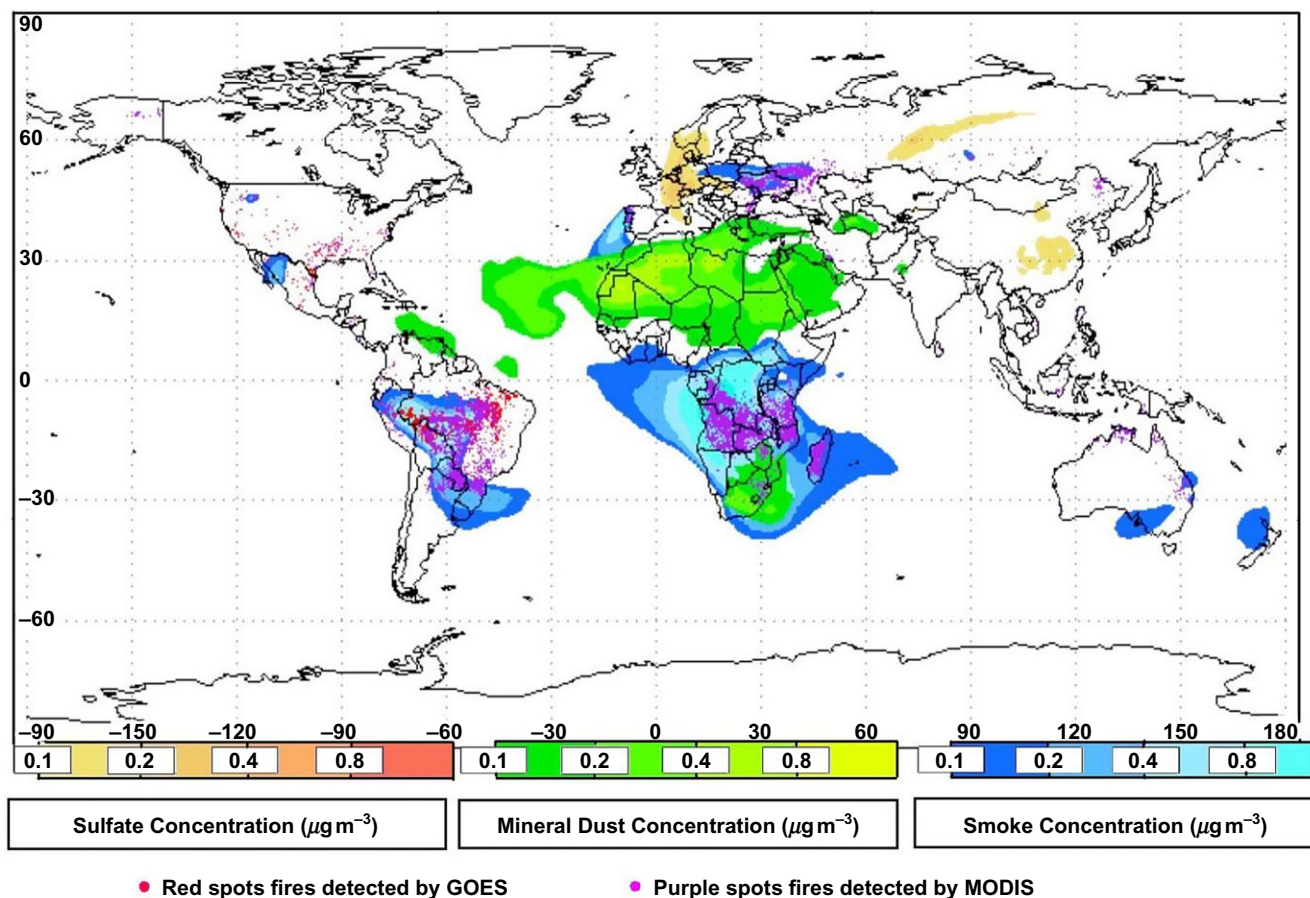 90
60
30
0
–30
–60
–90 –150 –120 –90 –60 –30 0 30 60 90 120 150 180
0.1 0.2 0.4 0.8 0.1 0.2 0.4 0.8 0.1 0.2 0.4 0.8
Sulfate Concentration (μg m⁻³) Mineral Dust Concentration (μg m⁻³) Smoke Concentration (μg m⁻³)
Red spots fires detected by GOES Purple spots fires detected by MODIS